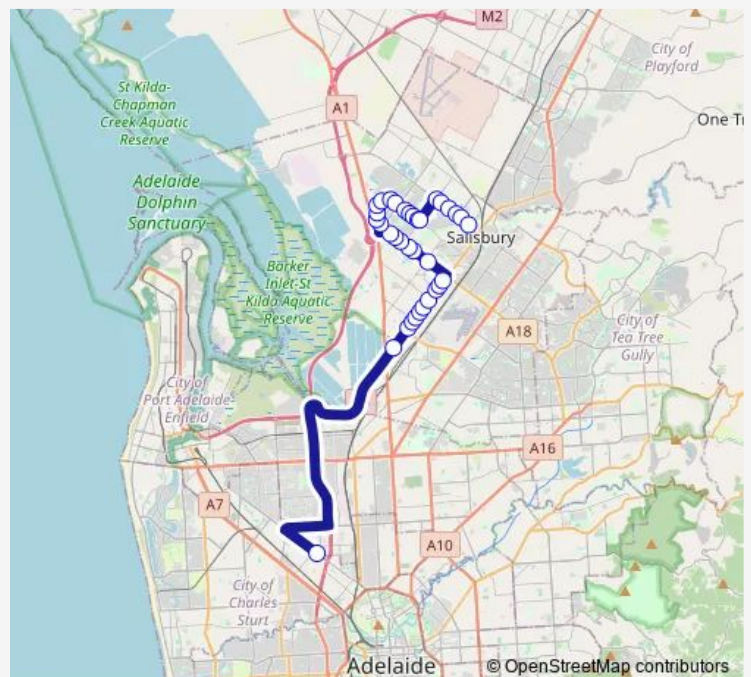 M2
City of
Playford
St Kilda-
Chapman
Creek Aquatic
Reserve
A1
One Tr
Adelaide
Dolphin
Sanctuary
Salisbury
Barker
Inlet-St
Kilda Aquatic
Reserve
A18
City of
Tea Tree
Gully
City of
Port Adelaide
Enfield
A16
A7
A10
City of
Charles
Sturt
Adelaide
© OpenStreetMap contributors